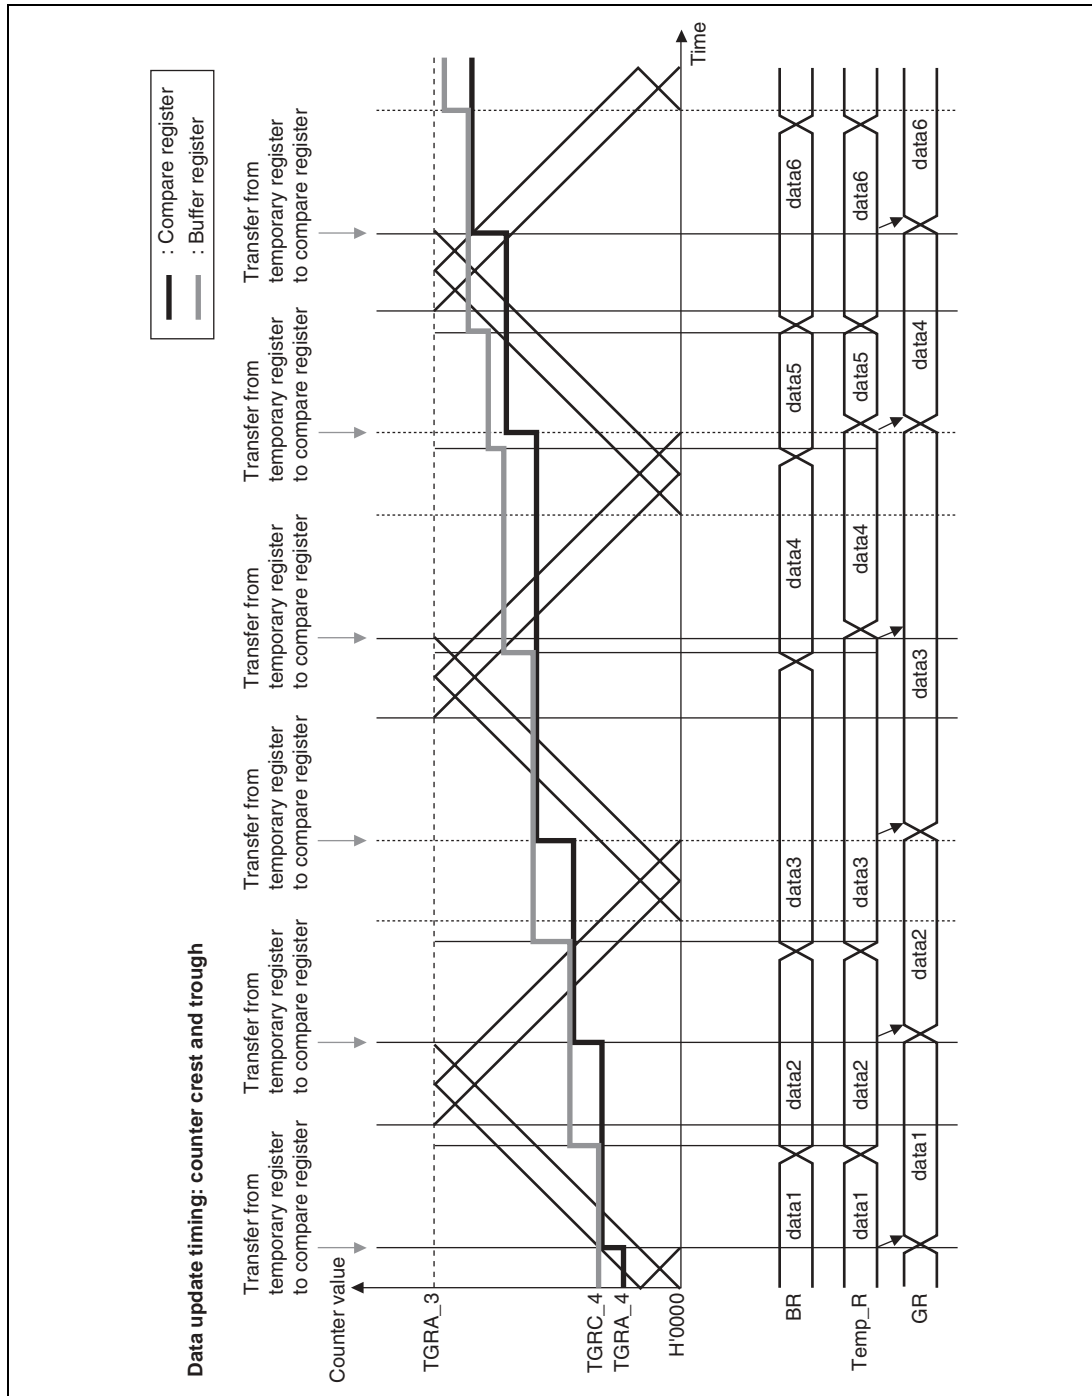 Data update timing: counter crest and trough
: Compare register
: Buffer register
Transfer from
temporary register
to compare register
Transfer from
temporary register
to compare register
Transfer from
temporary register
to compare register
Transfer from
temporary register
to compare register
Transfer from
temporary register
to compare register
Transfer from
temporary register
to compare register
Transfer from
temporary register
to compare register
Counter value
TGRA_3
TGRC_4
TGRA_4
H'0000
Time
BR
data1
data2
data3
data4
data5
data6
Temp_R
data1
data2
data3
data4
data5
data6
GR
data1
data2
data3
data4
data6